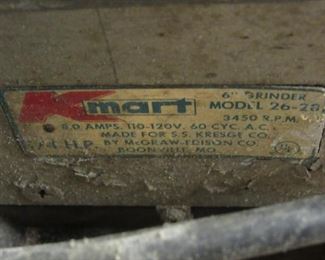 Kmart
6" GRINDER
MODEL 26-28
3450 R.P.M.
8.0 AMPS. 110-120V. 60 CYC. A.C.
MADE FOR S.S. KRESGE CO.
H.P. BY McGRAW-EDISON CO.
BOONVILLE, MO.